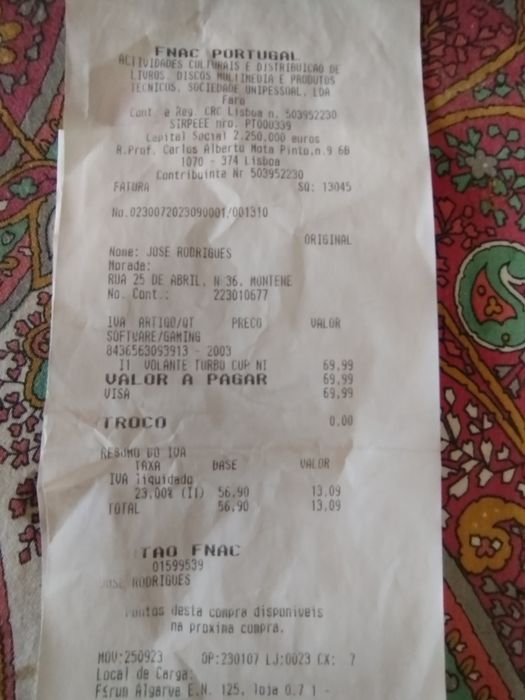 FNAC PORTUGAL
ACTIVIDADES CULTURAIS E DISTRIBUICAO DE
LIVROS, DISCOS MULTIMEDIA E PRODUTOS
TECNICOS, SOCIEDADE UNIPESSOAL, LDA
Faro
Cont. e Reg. CRC Lisboa n. 503952230
SIRPEEE nro. PT000339
Capital Social 2.250.000 euros
R.Prof. Carlos Alberto Mota Pinto,n.9 6B
1070 - 374 Lisboa
Contribuinte Nr 503952230
FATURA SQ: 13045
No.0230072023090001/001310
ORIGINAL
Nome: JOSE RODRIGUES
Morada:
RUA 25 DE ABRIL, N 36, MONTENE
No. Cont.: 223010677
IVA ARTIGO/QT PRECO VALOR
SOFTWARE/GAMING
8436563093913 - 2003
II VOLANTE TURBO CUP NI 69,99
VALOR A PAGAR 69,99
VISA 69,99
TROCO 0.00
RESUMO DO IVA
TAXA BASE VALOR
IVA liquidado
23,00% (II) 56,90 13,09
TOTAL 56,90 13,09
TAO FNAC
01599539
JOSE RODRIGUES
Pontos desta compra disponiveis
na proxima compra.
MOV:250923 OP:230107 LJ:0023 CX: 7
Local de Carga:
Fórum Algarve E.N. 125, loja 0.7 1 -